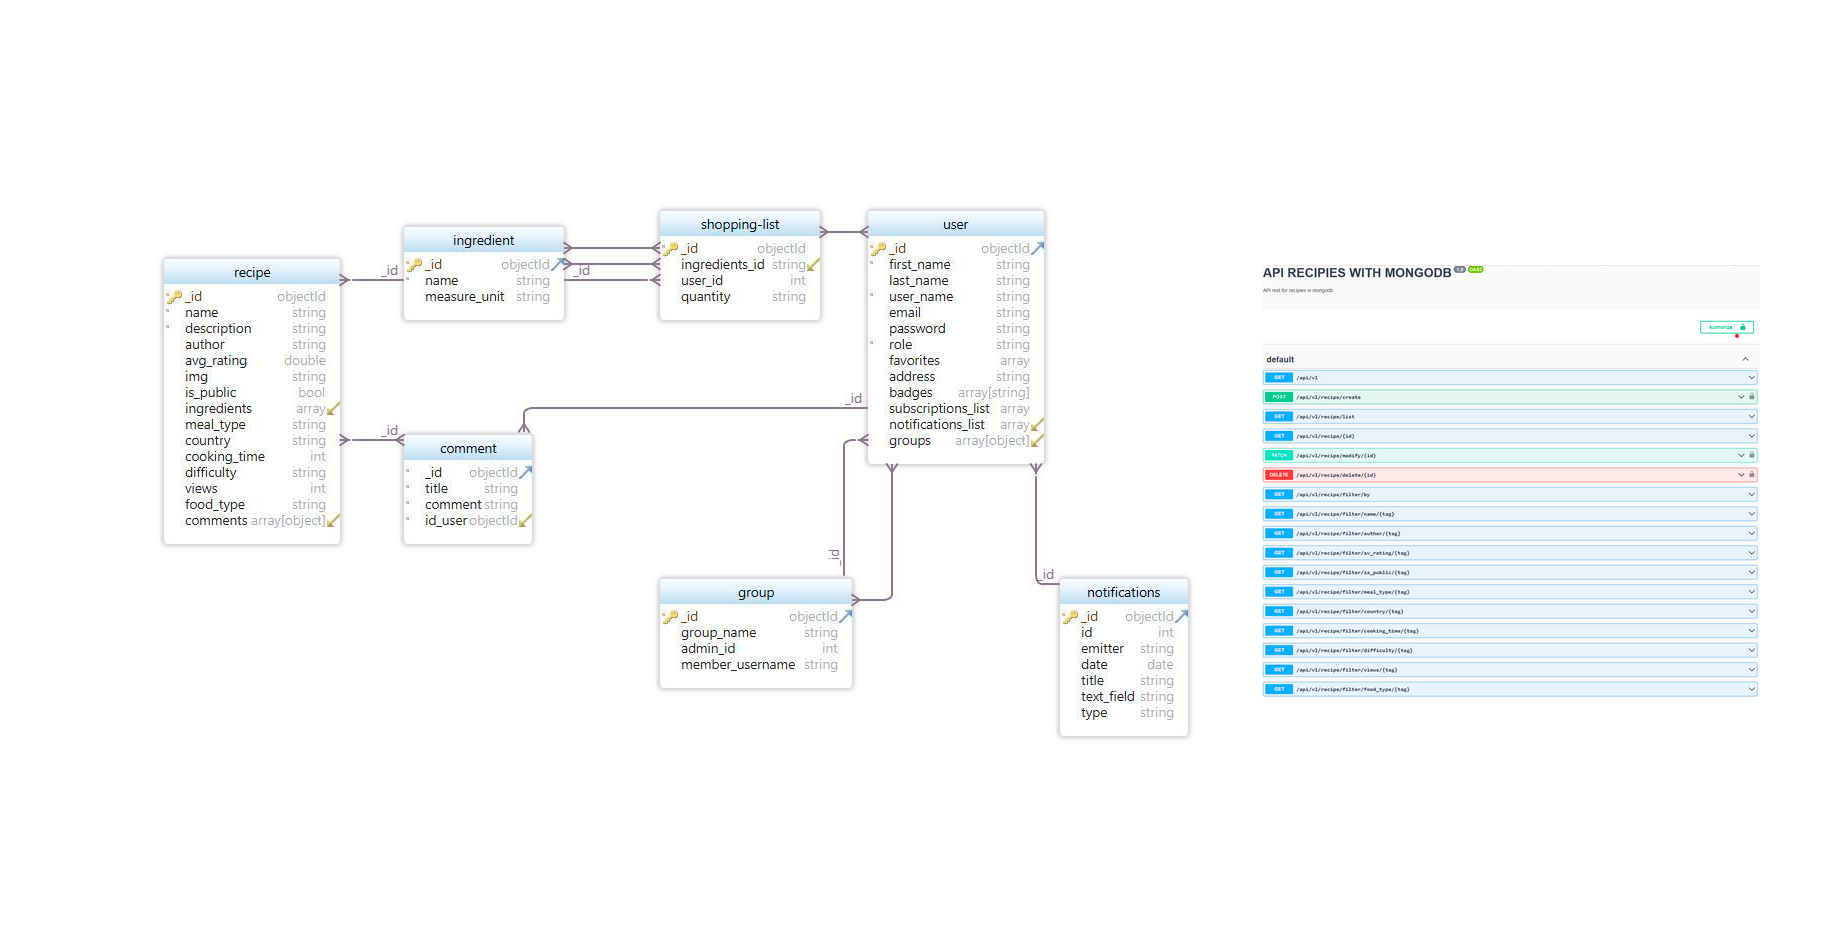 recipe
_id objectId
name string
description string
author string
avg_rating double
img string
is_public bool
ingredients array
meal_type string
country string
cooking_time int
difficulty string
views int
food_type string
comments array[object]
_id
_id
ingredient
_id objectId
name string
measure_unit string
_id
comment
_id objectId
title string
comment string
id_user objectId
shopping-list
_id objectId
ingredients_id string
user_id int
quantity string
user
_id objectId
first_name string
last_name string
user_name string
email string
password string
role string
favorites array
address string
badges array[string]
subscriptions_list array
notifications_list array
groups array[object]
_id
_id
group
_id objectId
group_name string
admin_id int
member_username string
_id
notifications
_id objectId
id int
emitter string
date date
title string
text_field string
type string
API RECIPIES WITH MONGODB 1.0 OAS3
API rest for recipies in mongodb
Authorize
default
GET /api/v1
POST /api/v1/recipe/create
GET /api/v1/recipe/list
GET /api/v1/recipe/{id}
PATCH /api/v1/recipe/modify/{id}
DELETE /api/v1/recipe/delete/{id}
GET /api/v1/recipe/filter/by
GET /api/v1/recipe/filter/name/{tag}
GET /api/v1/recipe/filter/author/{tag}
GET /api/v1/recipe/filter/av_rating/{tag}
GET /api/v1/recipe/filter/is_public/{tag}
GET /api/v1/recipe/filter/meal_type/{tag}
GET /api/v1/recipe/filter/country/{tag}
GET /api/v1/recipe/filter/cooking_time/{tag}
GET /api/v1/recipe/filter/difficulty/{tag}
GET /api/v1/recipe/filter/views/{tag}
GET /api/v1/recipe/filter/food_type/{tag}